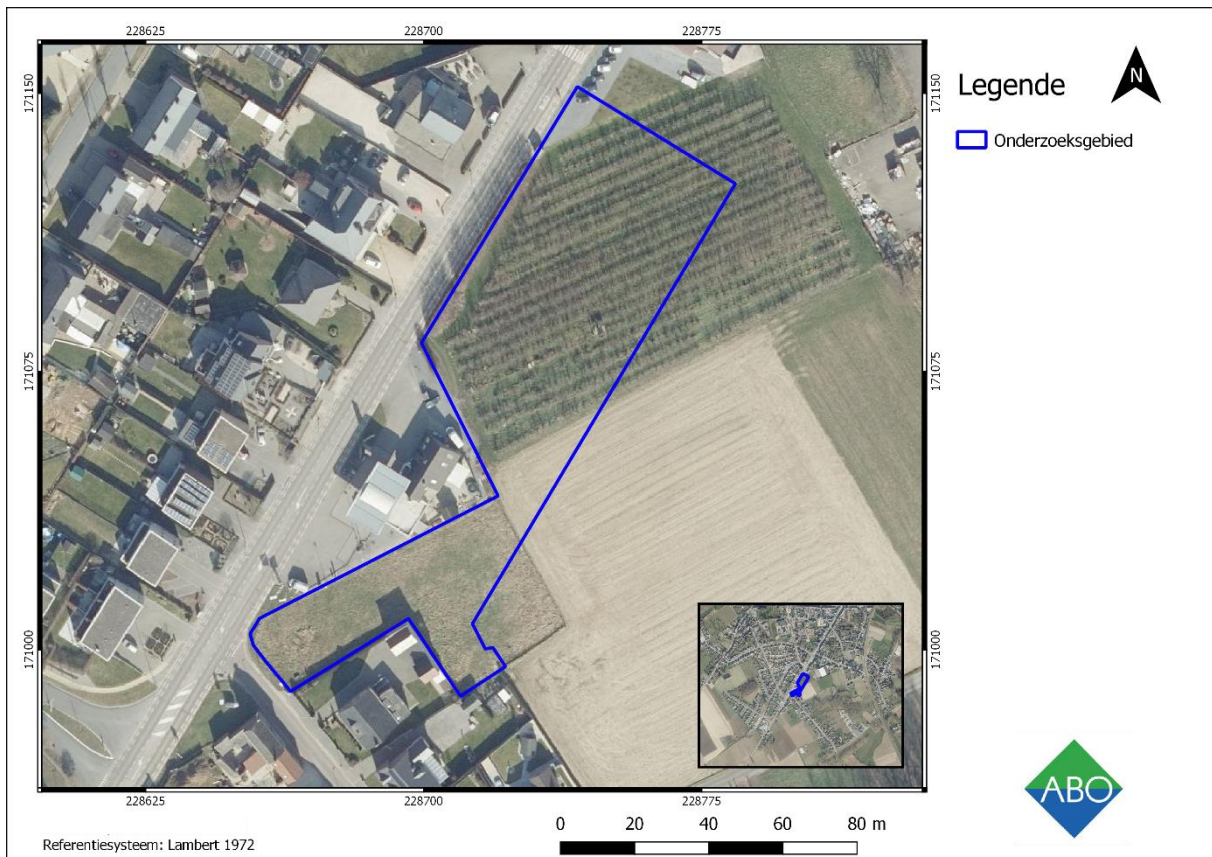 228625 228700 228775
171150 171150
Legende
N
Onderzoeksgebied
171075 171075
171000 171000
228625 228700 228775
ABO
0 20 40 60 80 m
Referentiesysteem: Lambert 1972